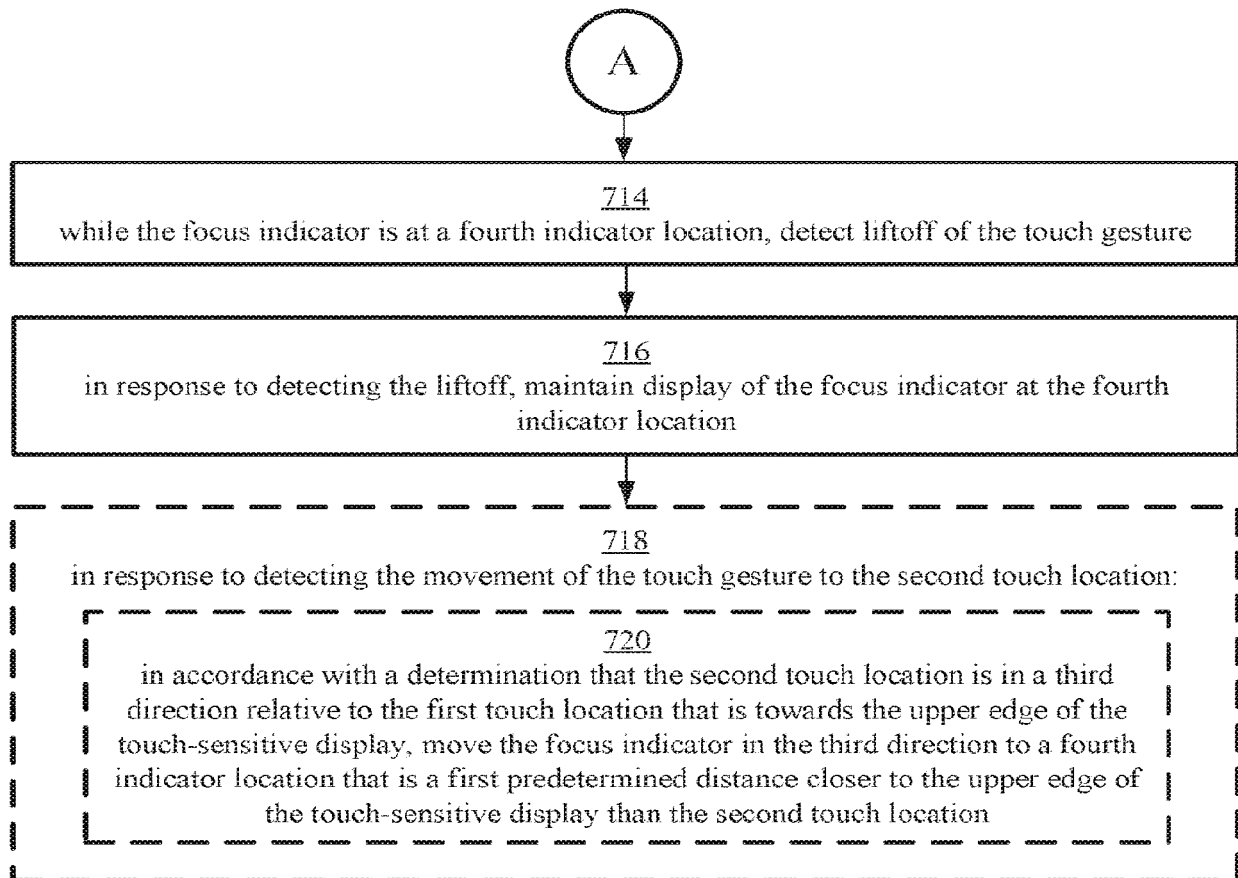 A
714
while the focus indicator is at a fourth indicator location, detect liftoff of the touch gesture
716
in response to detecting the liftoff, maintain display of the focus indicator at the fourth
indicator location
718
in response to detecting the movement of the touch gesture to the second touch location:
720
in accordance with a determination that the second touch location is in a third
direction relative to the first touch location that is towards the upper edge of the
touch-sensitive display, move the focus indicator in the third direction to a fourth
indicator location that is a first predetermined distance closer to the upper edge of
the touch-sensitive display than the second touch location